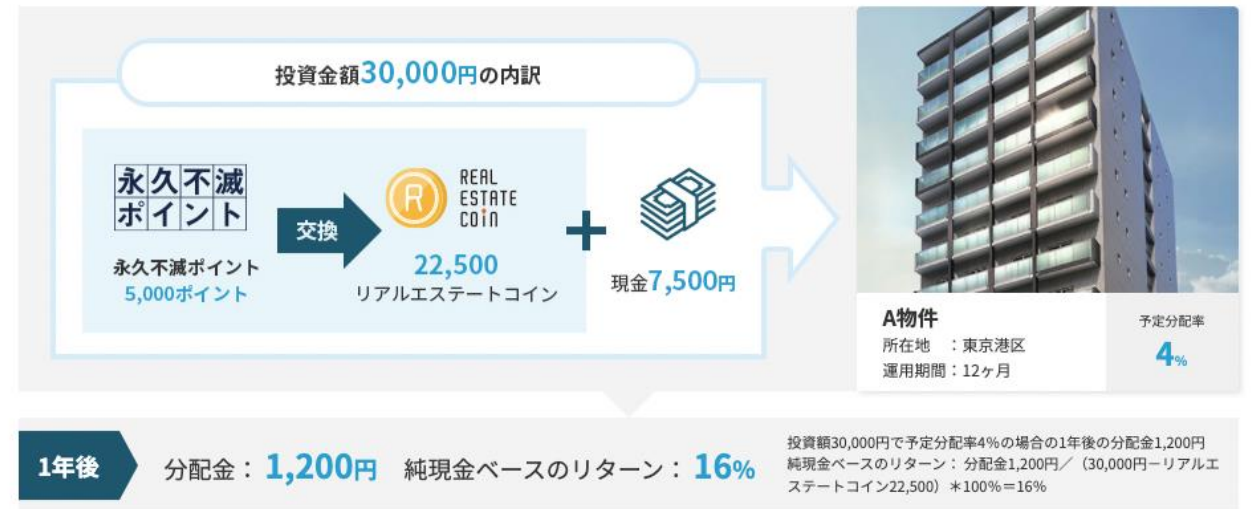 投資金額30,000円の内訳
永久不滅
ポイント
交換
R
REAL
ESTATE
COIN
永久不滅ポイント
5,000ポイント
22,500
リアルエステートコイン
+
現金7,500円
A物件
所在地　：東京港区
運用期間：12ヶ月
予定分配率
4%
1年後
分配金： 1,200円　純現金ベースのリターン： 16%
投資額30,000円で予定分配率4%の場合の1年後の分配金1,200円
純現金ベースのリターン： 分配金1,200円／（30,000円ーリアルエ
ステートコイン22,500）＊100%＝16%